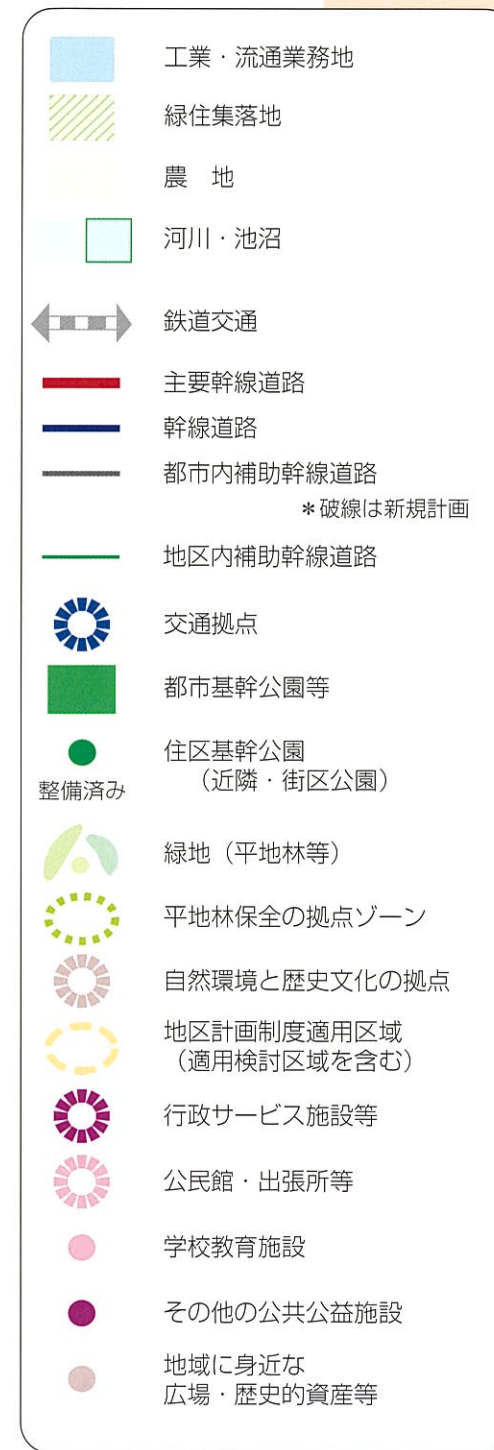 工業・流通業務地
緑住集落地
農　地
河川・池沼
鉄道交通
主要幹線道路
幹線道路
都市内補助幹線道路
＊破線は新規計画
地区内補助幹線道路
交通拠点
都市基幹公園等
住区基幹公園
（近隣・街区公園）
整備済み
緑地（平地林等）
平地林保全の拠点ゾーン
自然環境と歴史文化の拠点
地区計画制度適用区域
（適用検討区域を含む）
行政サービス施設等
公民館・出張所等
学校教育施設
その他の公共公益施設
地域に身近な
広場・歴史的資産等